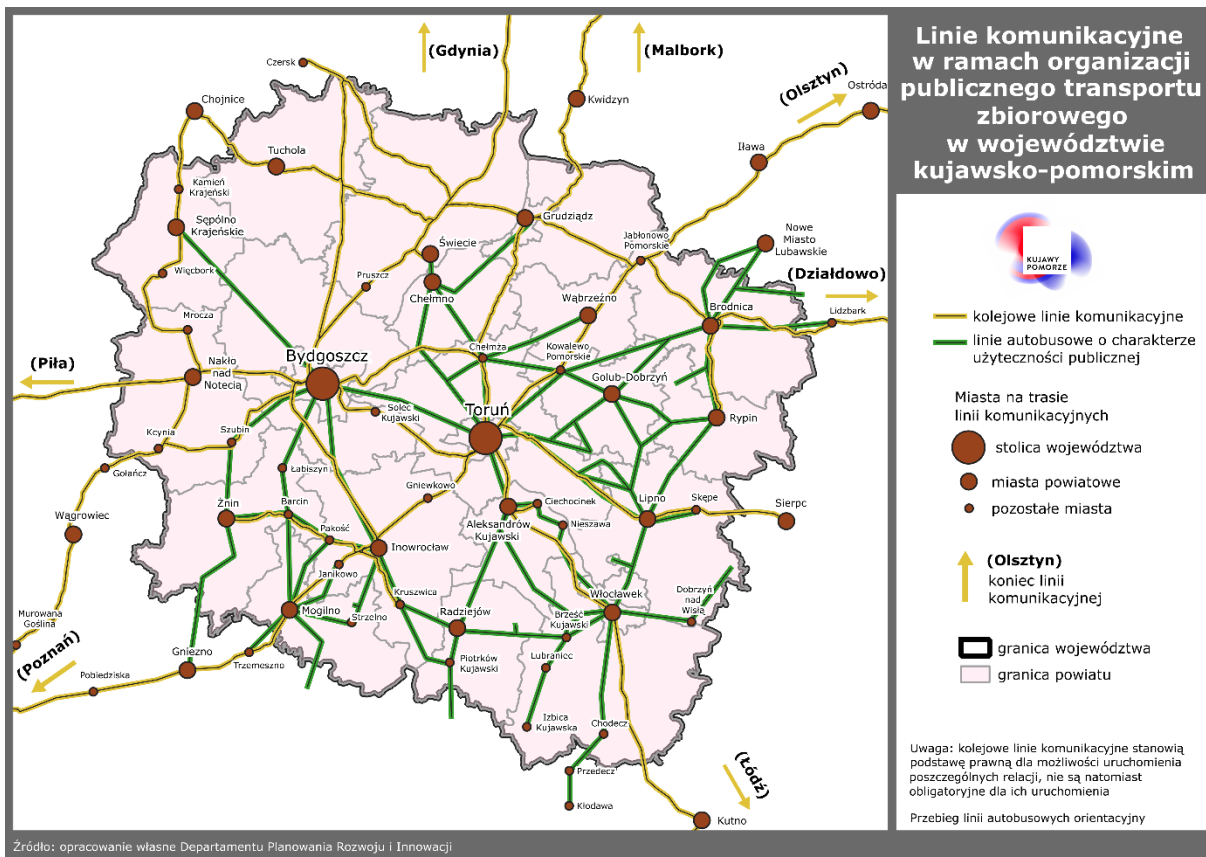 Linie komunikacyjne
w ramach organizacji
publicznego transportu
zbiorowego
w województwie
kujawsko-pomorskim
KUJAWY
POMORZE
kolejowe linie komunikacyjne
linie autobusowe o charakterze
użyteczności publicznej
Miasta na trasie
linii komunikacyjnych
stolica województwa
miasta powiatowe
pozostałe miasta
(Olsztyn)
koniec linii
komunikacyjnej
granica województwa
granica powiatu
Uwaga: kolejowe linie komunikacyjne stanowią
podstawę prawną dla możliwości uruchomienia
poszczególnych relacji, nie są natomiast
obligatoryjne dla ich uruchomienia
Przebieg linii autobusowych orientacyjny
(Gdynia)
(Malbork)
Czersk
(Olsztyn)
Ostróda
Chojnice
Kwidzyn
Tuchola
Iława
Kamień
Krajeński
Sępólno
Krajeńskie
Grudziądz
Nowe
Miasto
Lubawskie
Jabłonowo
Pomorskie
Świecie
Więcbork
Pruszcz
Chełmno
(Działdowo)
Wąbrzeźno
Brodnica
Lidzbark
Mrocza
Bydgoszcz
Chełmża
Kowalewo
Pomorskie
(Piła)
Nakło
nad
Notecią
Golub-Dobrzyń
Solec
Kujawski
Toruń
Rypin
Kcynia
Szubin
Gołańcz
Łabiszyn
Gniewkowo
Ciechocinek
Lipno
Skępe
Sierpc
Żnin
Barcin
Wągrowiec
Pakość
Aleksandrów
Kujawski
Nieszawa
Inowrocław
Janikowo
Kruszwica
Włocławek
Dobrzyń
nad
Wisłą
Murowana
Goślina
Mogilno
Strzelno
Radziejów
Brześć
Kujawski
(Poznań)
Gniezno
Trzemeszno
Piotrków
Kujawski
Lubraniec
Pobiedziska
Izbica
Kujawska
Chodecz
Przedecz
Kłodawa
(Łódź)
Kutno
Źródło: opracowanie własne Departamentu Planowania Rozwoju i Innowacji